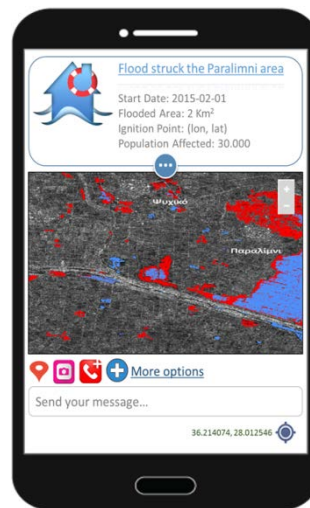 Flood struck the Paralimni area
Start Date: 2015-02-01
Flooded Area: 2 Km²
Ignition Point: (lon, lat)
Population Affected: 30.000
Ψυχικό
Παραλίμνι
More options
Send your message...
36.214074, 28.012546